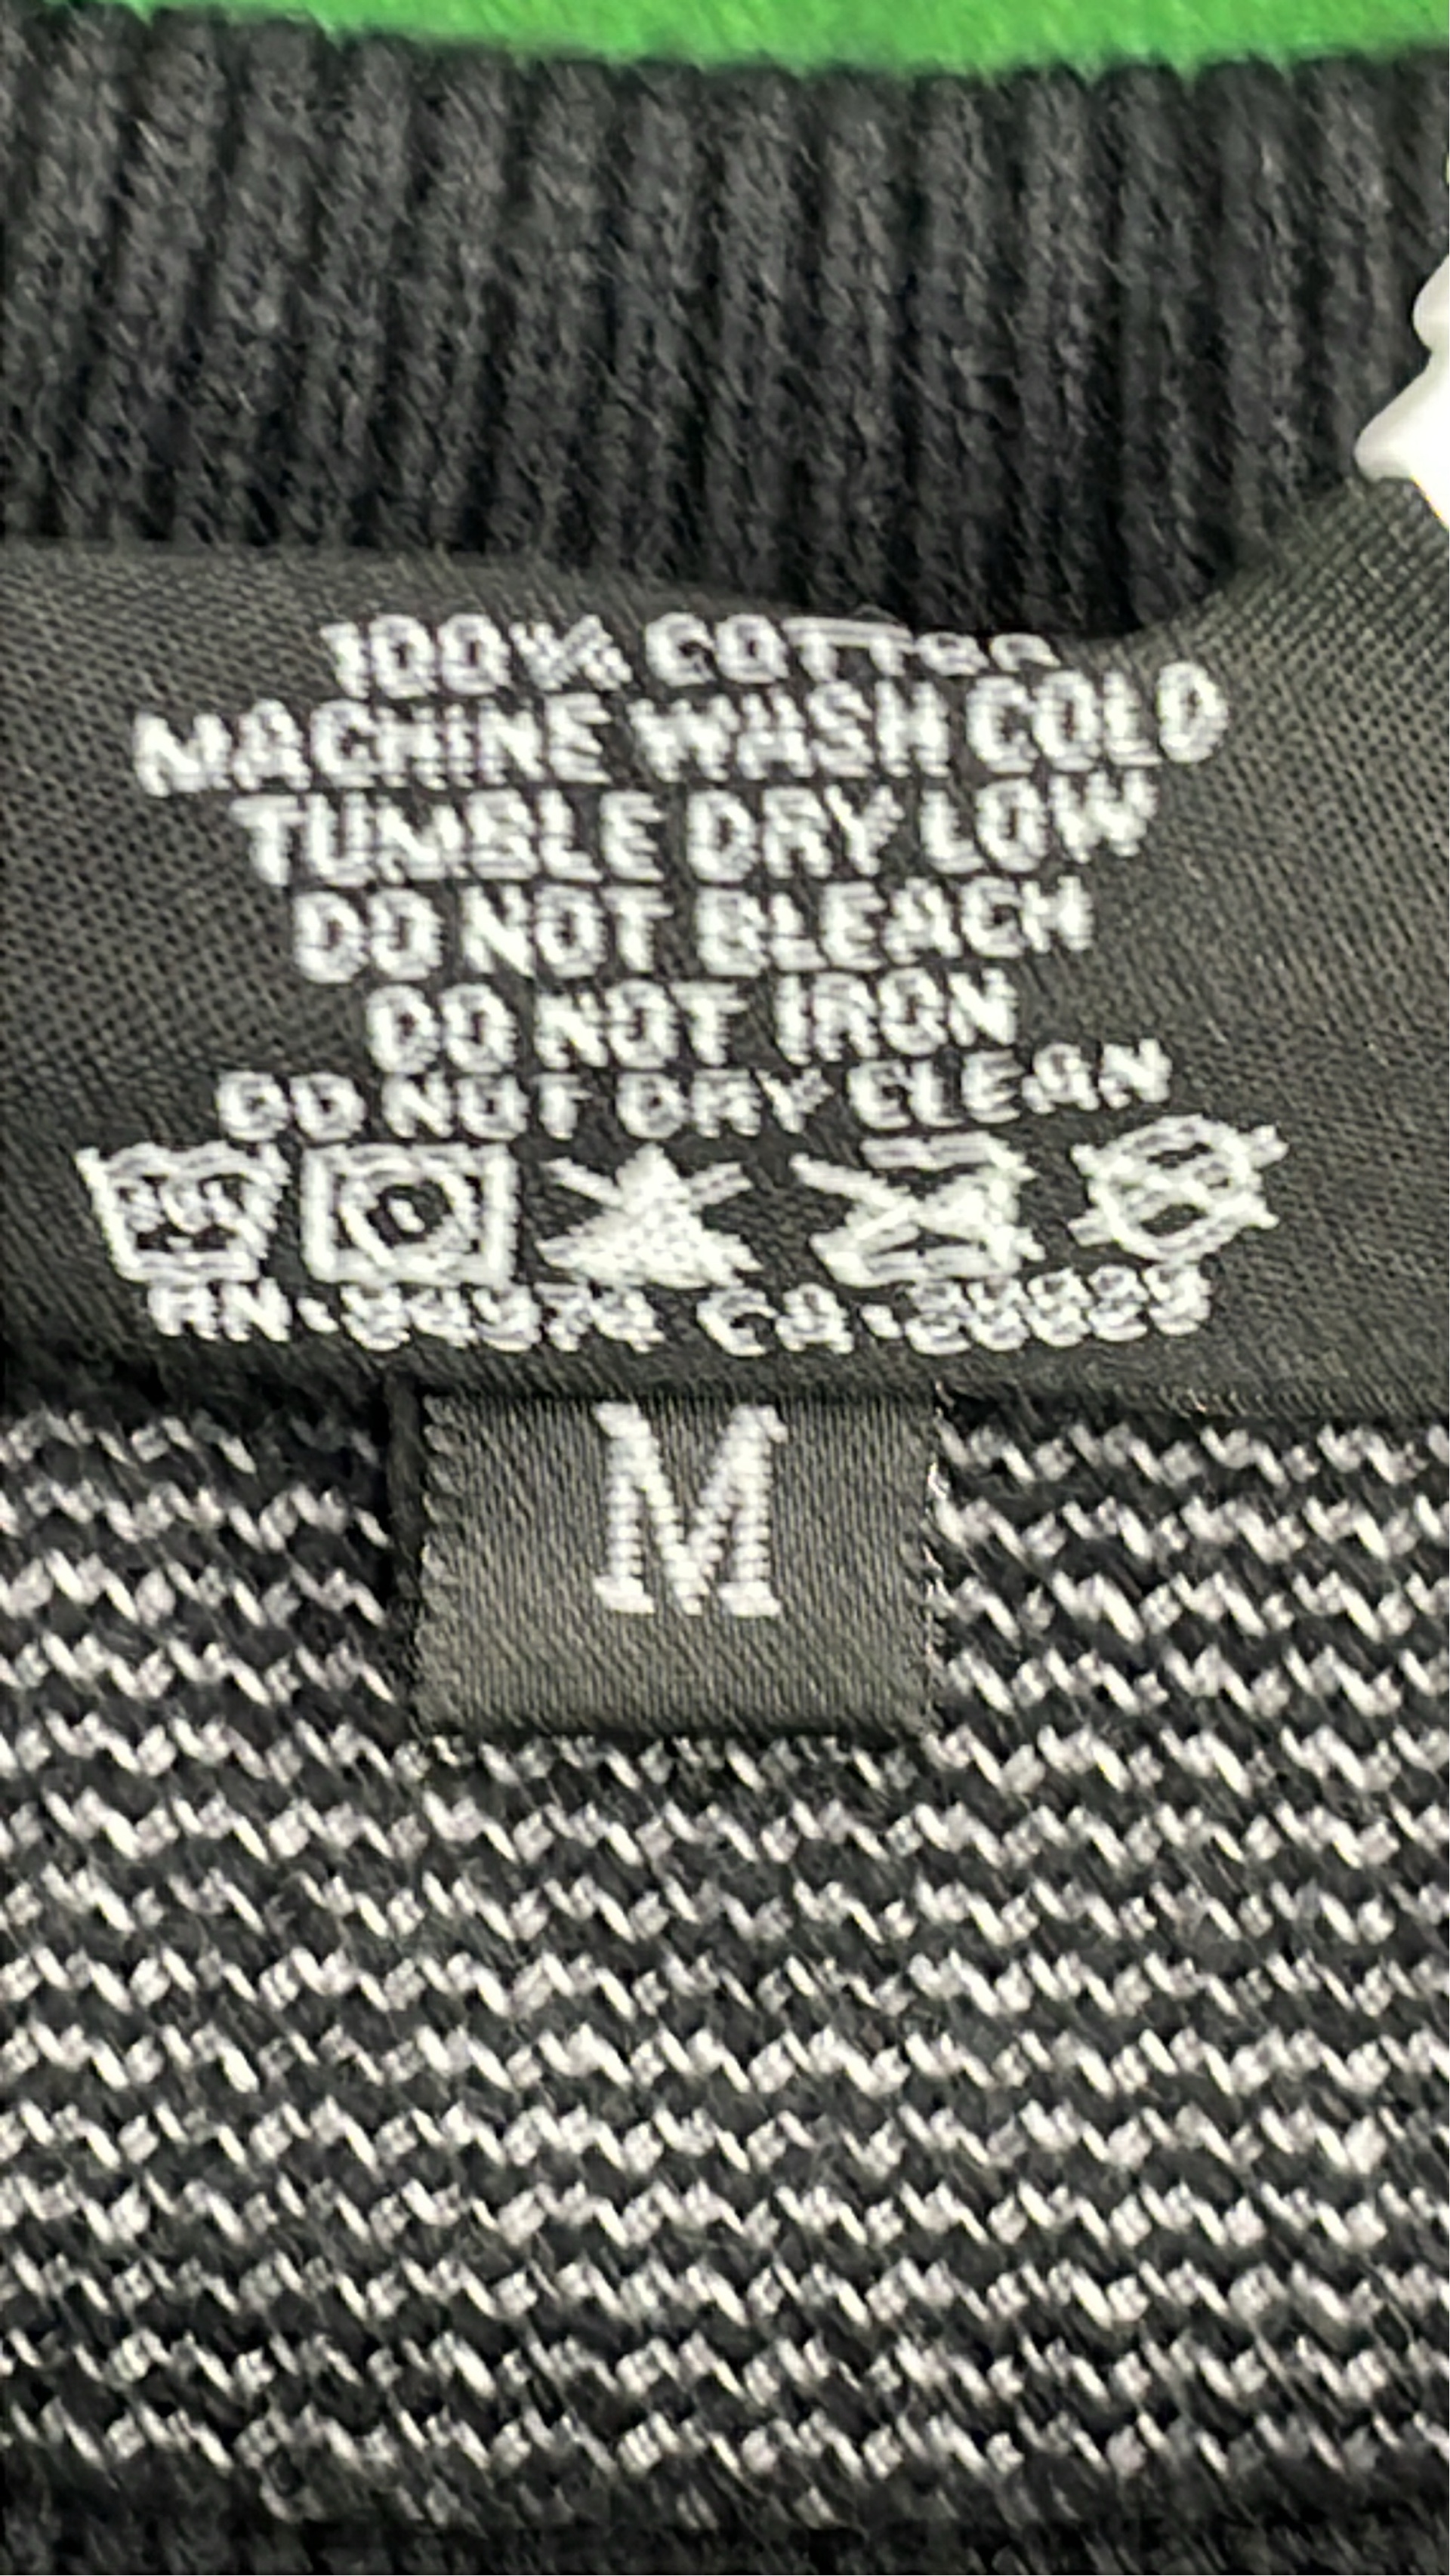 100% COTTON
MACHINE WASH COLD
TUMBLE DRY LOW
DO NOT BLEACH
DO NOT IRON
DO NOT DRY CLEAN
M